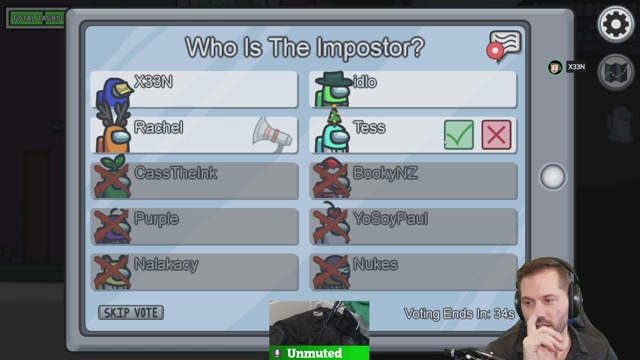 TOTAL TASKS
Who Is The Impostor?
X33N
X33N
idlo
Rachel
Tess
CassTheInk
BookyNZ
Purple
YoSoyPaul
Nalakacy
Nukes
SKIP VOTE
Voting Ends In: 34s
Unmuted